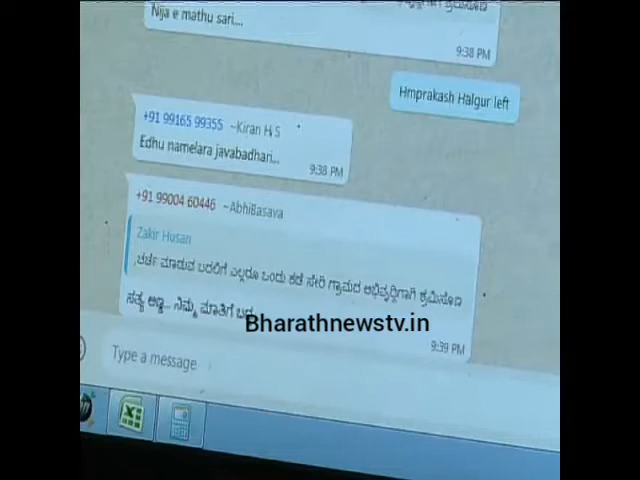 Nija e mathu sari....
9:38 PM
Hmprakash Halgur left
+91 99165 99355 ~Kiran H S
Edhu namelara javabadhari...
9:38 PM
+91 99004 60446 ~AbhiBasava
Zakir Husan
ಚರ್ಚೆ ಮಾಡುವ ಬದಲಿಗೆ ಎಲ್ಲರೂ ಒಂದು ಕಡೆ ಸೇರಿ ಗ್ರಾಮದ ಅಭಿವೃದ್ಧಿಗಾಗಿ ಶ್ರಮಿಸೋಣ
ಸತ್ಯ ಅಣ್ಣ... ನಿಮ್ಮ ಮಾತಿಗೆ
Bharathnewstv.in
9:39 PM
Type a message